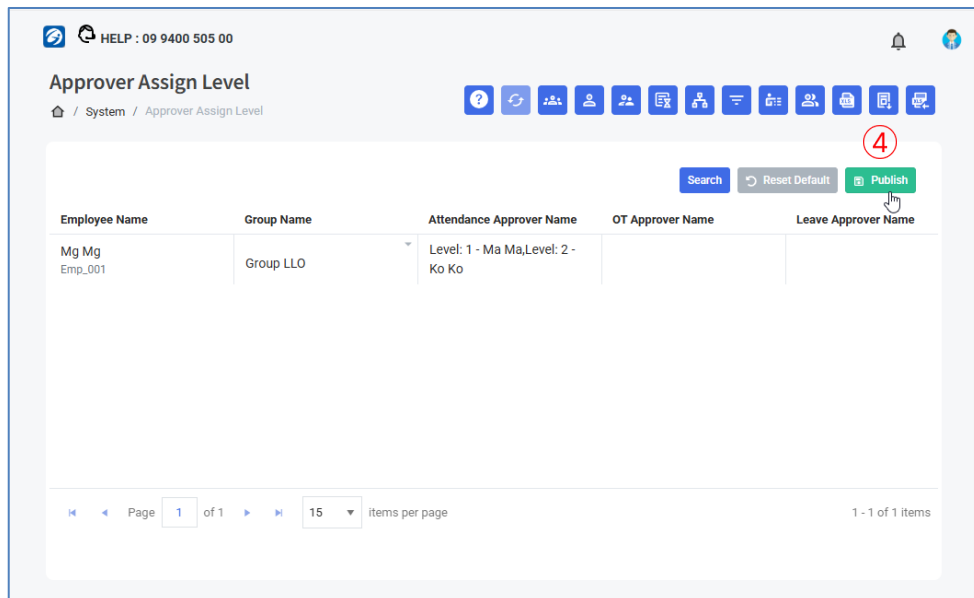 HELP : 09 9400 505 00
Approver Assign Level
/ System / Approver Assign Level
④
Search Reset Default Publish
Employee Name Group Name Attendance Approver Name OT Approver Name Leave Approver Name
Mg Mg Group LLO Level: 1 - Ma Ma,Level: 2 -
Emp_001 Ko Ko
Page 1 of 1 15 items per page 1 - 1 of 1 items